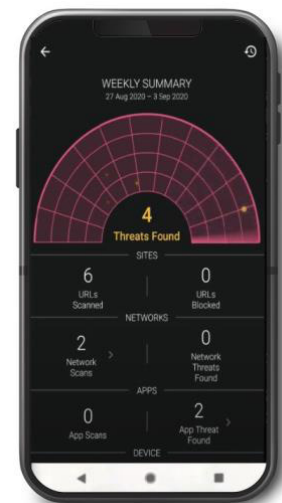 WEEKLY SUMMARY
27 Aug 2020 – 3 Sep 2020
4
Threats Found
SITES
6
URLs
Scanned
0
URLs
Blocked
NETWORKS
2
Network
Scans
0
Network
Threats
Found
APPS
0
App Scans
2
App Threat
Found
DEVICE